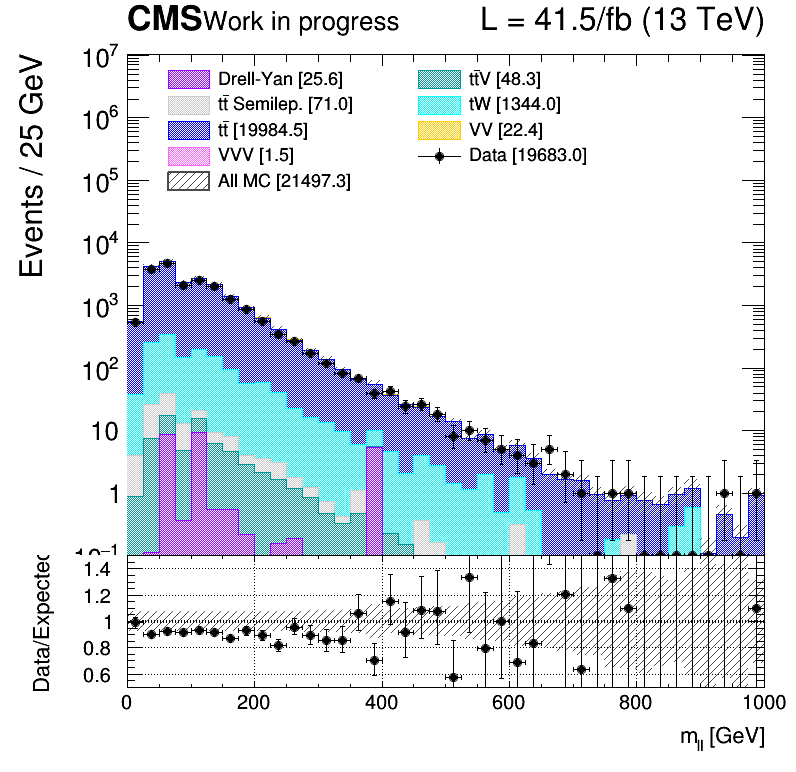 CMS Work in progress L = 41.5/fb (13 TeV)
Events / 25 GeV
10⁷
10⁶
10⁵
10⁴
10³
10²
10
1
10⁻¹
Drell-Yan [25.6]
tt̄ Semilep. [71.0]
tt̄ [19984.5]
VVV [1.5]
All MC [21497.3]
tt̄V [48.3]
tW [1344.0]
VV [22.4]
Data [19683.0]
Data/Expected
1.4
1.2
1
0.8
0.6
0 200 400 600 800 1000
m_ll [GeV]